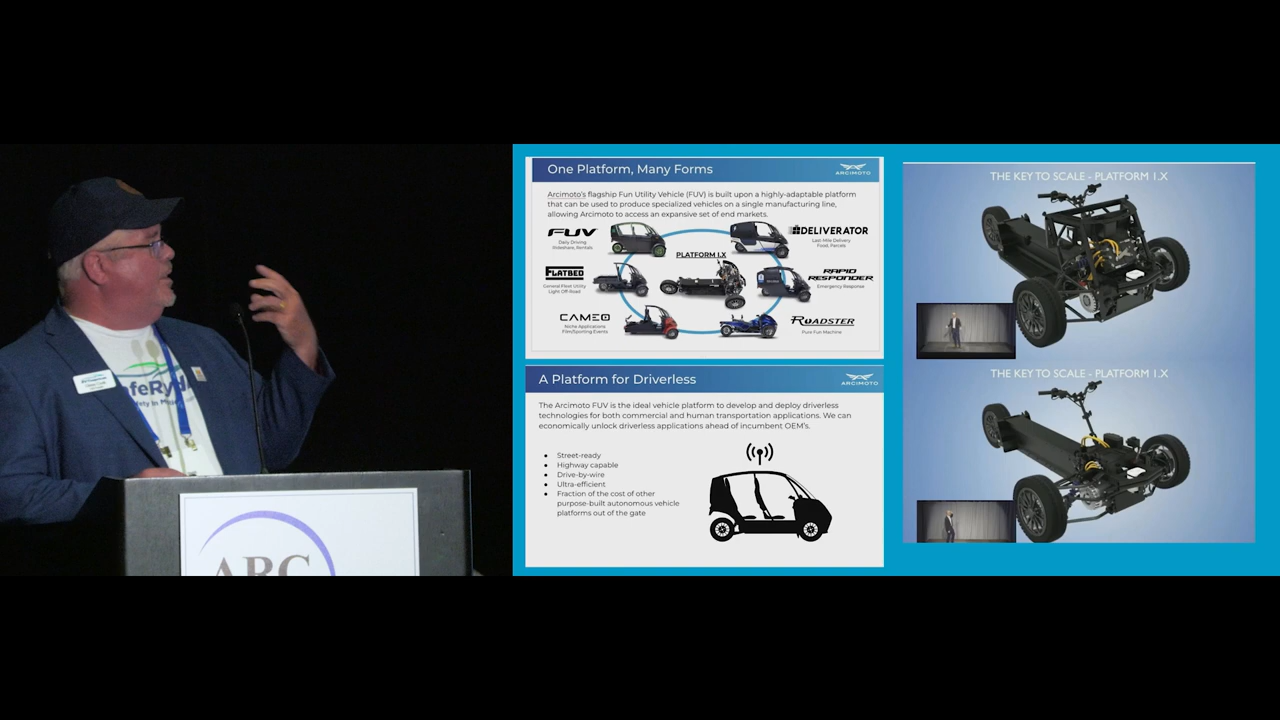 afeRyd
ety In M
ARC
One Platform, Many Forms
ARCIMOTO
Arcimoto's flagship Fun Utility Vehicle (FUV) is built upon a highly-adaptable platform
that can be used to produce specialized vehicles on a single manufacturing line,
allowing Arcimoto to access an expansive set of end markets.
FUV
Daily Driving
Rideshare, Rentals
DELIVERATOR
Last-Mile Delivery
Food, Parcels
PLATFORM 1.X
FLATBED
General Fleet Utility
Light Off-Road
RAPID
RESPONDER
Emergency Response
CAMEO
Niche Applications
Film/Sporting Events
ROADSTER
Pure Fun Machine
A Platform for Driverless
ARCIMOTO
The Arcimoto FUV is the ideal vehicle platform to develop and deploy driverless
technologies for both commercial and human transportation applications. We can
economically unlock driverless applications ahead of incumbent OEM's.
• Street-ready
• Highway capable
• Drive-by-wire
• Ultra-efficient
• Fraction of the cost of other
purpose-built autonomous vehicle
platforms out of the gate
THE KEY TO SCALE - PLATFORM 1.X
THE KEY TO SCALE - PLATFORM 1.X